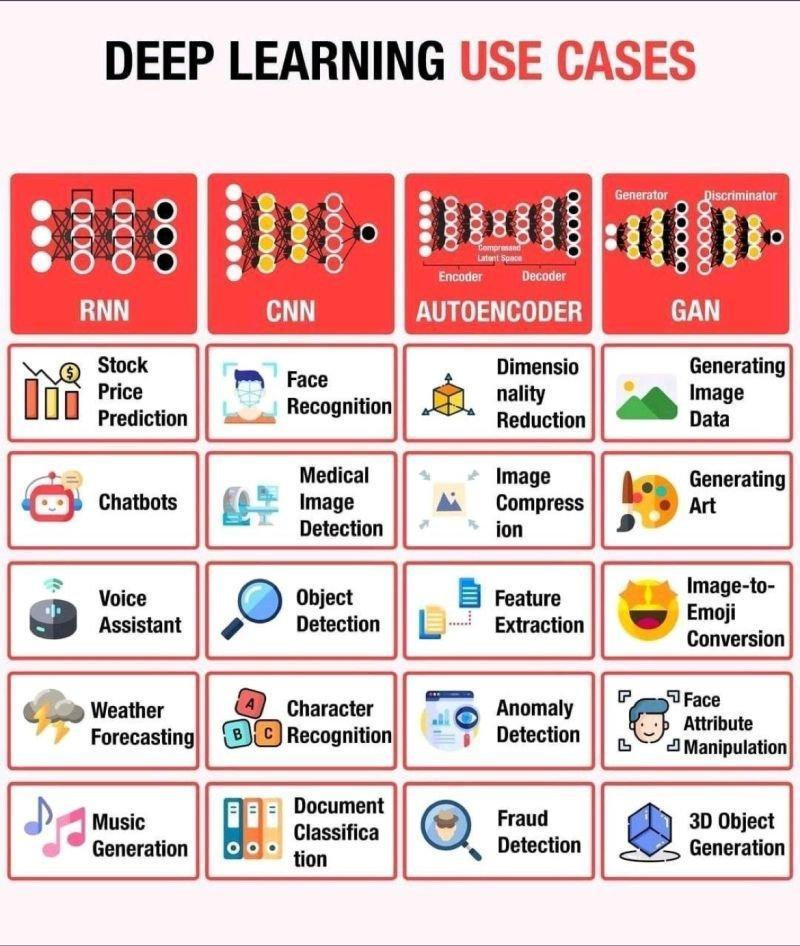 DEEP LEARNING USE CASES
RNN
CNN
Compressed
Latent Space
Encoder
Decoder
AUTOENCODER
Generator
Discriminator
GAN
Stock
Price
Prediction
Face
Recognition
Dimensio
nality
Reduction
Generating
Image
Data
Chatbots
Medical
Image
Detection
Image
Compress
ion
Generating
Art
Voice
Assistant
Object
Detection
Feature
Extraction
Image-to-
Emoji
Conversion
Weather
Forecasting
A
B C
Character
Recognition
Anomaly
Detection
Face
Attribute
Manipulation
Music
Generation
Document
Classifica
tion
Fraud
Detection
3D Object
Generation